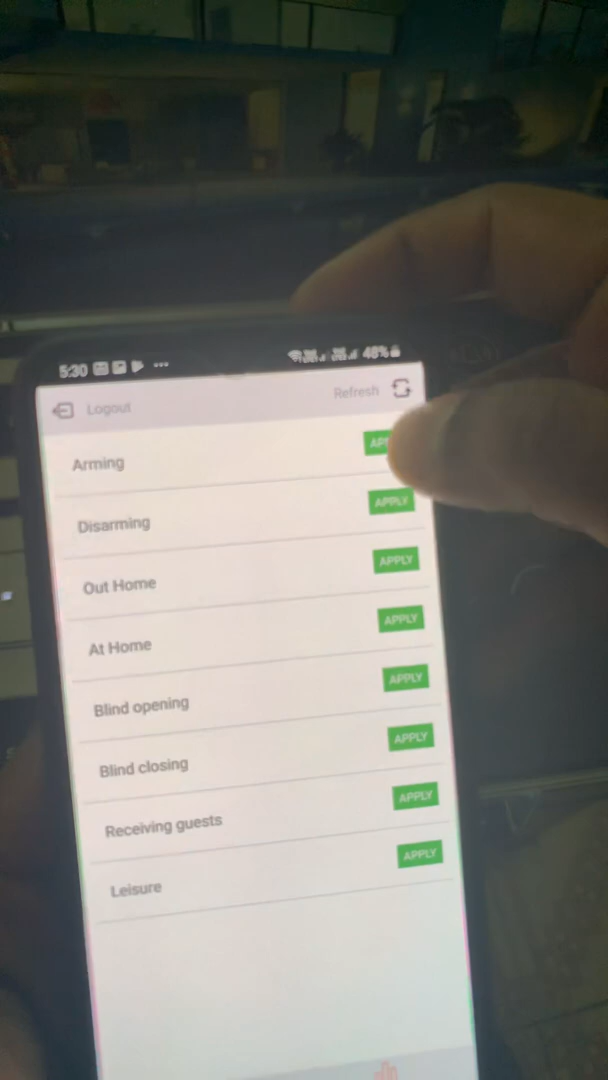 5:30
48%
Logout
Refresh
Arming
Disarming
APPLY
Out Home
APPLY
At Home
APPLY
Blind opening
APPLY
Blind closing
APPLY
Receiving guests
APPLY
Leisure
APPLY